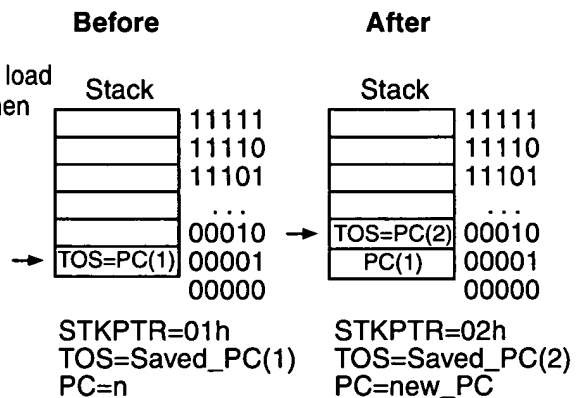 Before
After
load
Stack
Stack
11111
11110
11101
...
00010
TOS=PC(1)
00001
00000
11111
11110
11101
...
TOS=PC(2)
00010
PC(1)
00001
00000
STKPTR=01h
TOS=Saved_PC(1)
PC=n
STKPTR=02h
TOS=Saved_PC(2)
PC=new_PC